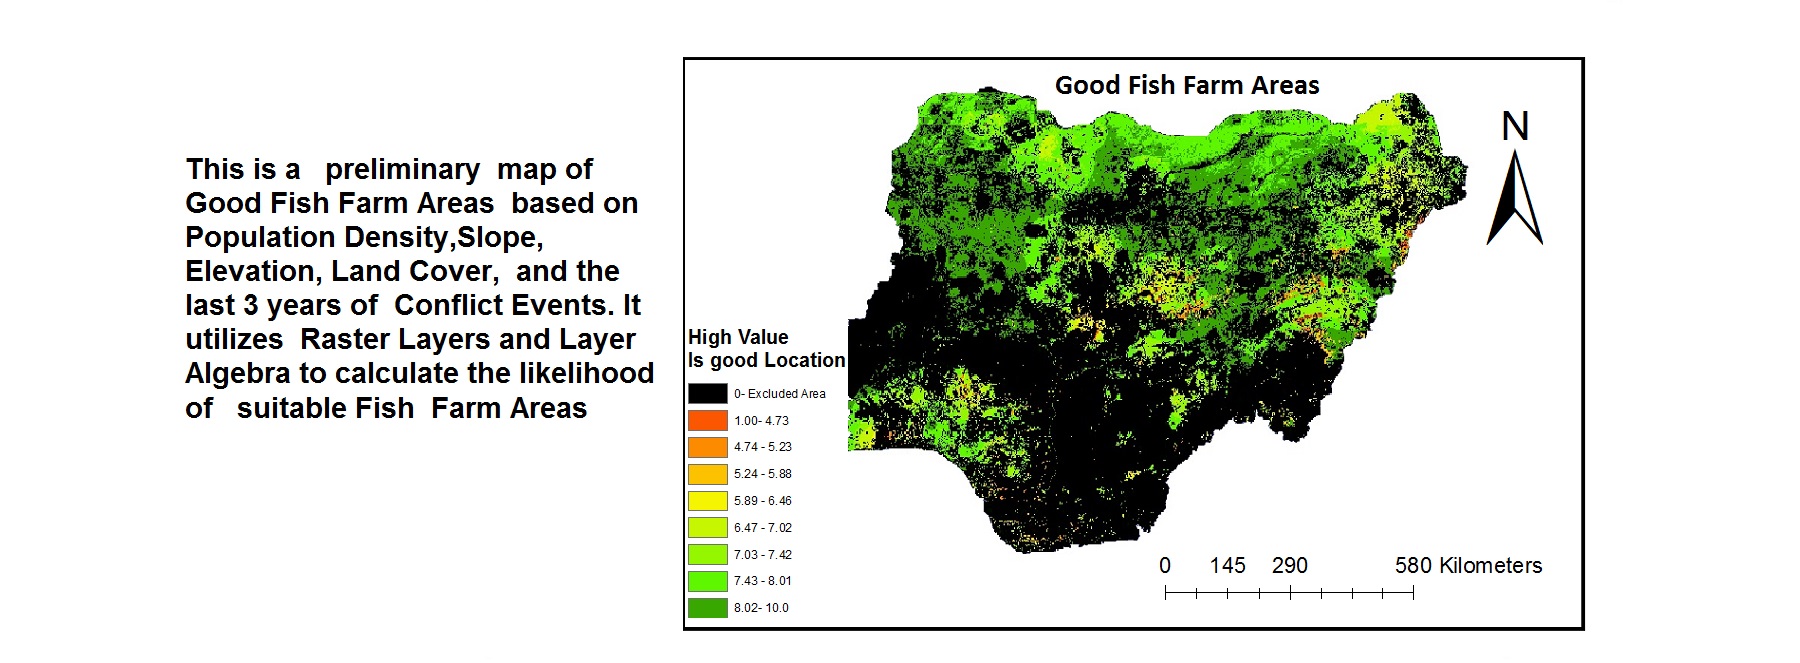 This is a preliminary map of
Good Fish Farm Areas based on
Population Density,Slope,
Elevation, Land Cover, and the
last 3 years of Conflict Events. It
utilizes Raster Layers and Layer
Algebra to calculate the likelihood
of suitable Fish Farm Areas
Good Fish Farm Areas
N
High Value
Is good Location
0- Excluded Area
1.00- 4.73
4.74 - 5.23
5.24 - 5.88
5.89 - 6.46
6.47 - 7.02
7.03 - 7.42
7.43 - 8.01
8.02- 10.0
0 145 290 580 Kilometers